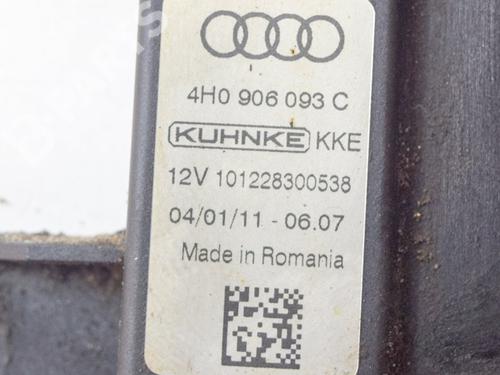 4H0 906 093 C
KUHNKE KKE
12V 101228300538
04/01/11 - 06.07
Made in Romania